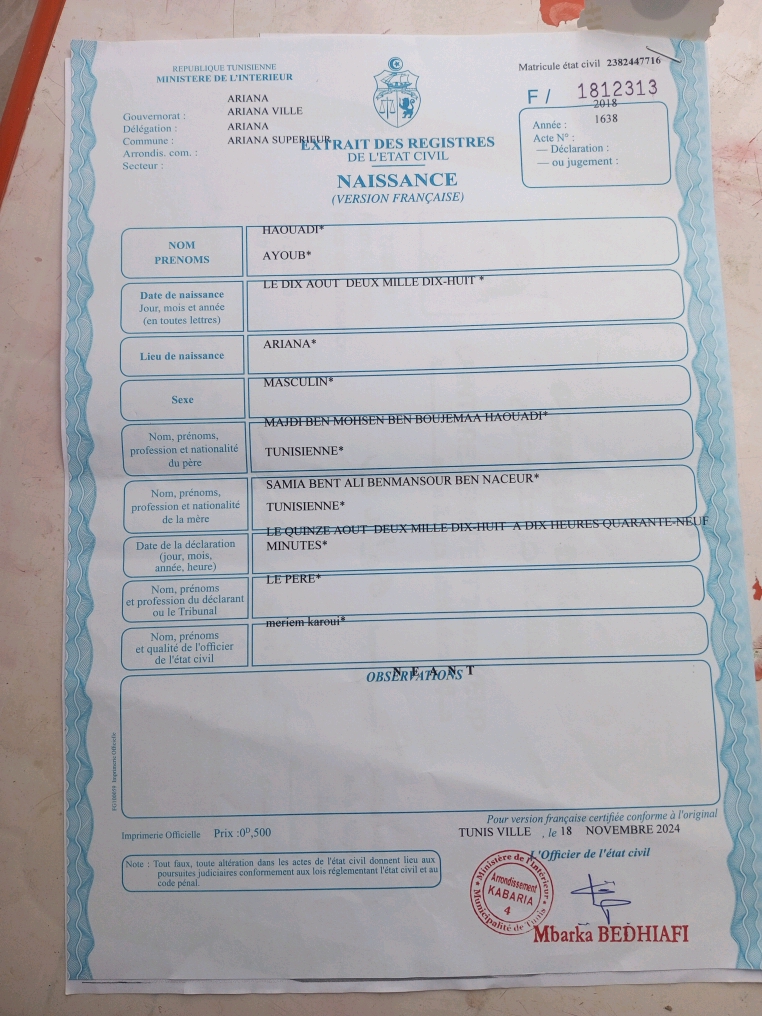 REPUBLIQUE TUNISIENNE
MINISTERE DE L'INTERIEUR
Matricule état civil 2382447716
F / 1812313
Gouvernorat : ARIANA
Délégation : ARIANA VILLE
Commune : ARIANA
Arrondis. com. : ARIANA SUPERIEUR
Secteur :
2018
Année : 1638
Acte N° :
— Déclaration :
— ou jugement :
EXTRAIT DES REGISTRES
DE L'ETAT CIVIL
NAISSANCE
(VERSION FRANÇAISE)
NOM
PRENOMS
HAOUADI*
AYOUB*
Date de naissance
Jour, mois et année
(en toutes lettres)
LE DIX AOUT DEUX MILLE DIX-HUIT *
Lieu de naissance
ARIANA*
Sexe
MASCULIN*
Nom, prénoms,
profession et nationalité
du père
MAJDI BEN MOHSEN BEN BOUJEMAA HAOUADI*
TUNISIENNE*
Nom, prénoms,
profession et nationalité
de la mère
SAMIA BENT ALI BENMANSOUR BEN NACEUR*
TUNISIENNE*
Date de la déclaration
(jour, mois,
année, heure)
LE QUINZE AOUT DEUX MILLE DIX-HUIT A DIX HEURES QUARANTE-NEUF
MINUTES*
Nom, prénoms
et profession du déclarant
ou le Tribunal
LE PERE*
Nom, prénoms
et qualité de l'officier
de l'état civil
meriem karoui*
N E A N T
OBSERVATIONS
Pour version française certifiée conforme à l'original
Imprimerie Officielle Prix :0ᴰ,500
TUNIS VILLE , le 18 NOVEMBRE 2024
L'Officier de l'état civil
Note : Tout faux, toute altération dans les actes de l'état civil donnent lieu aux
poursuites judiciaires conformement aux lois réglementant l'état civil et au
code pénal.
Ministère de l'Intérieur
Arrondissement
KABARIA
4
Municipalité de Tunis
Mbarka BEDHIAFI